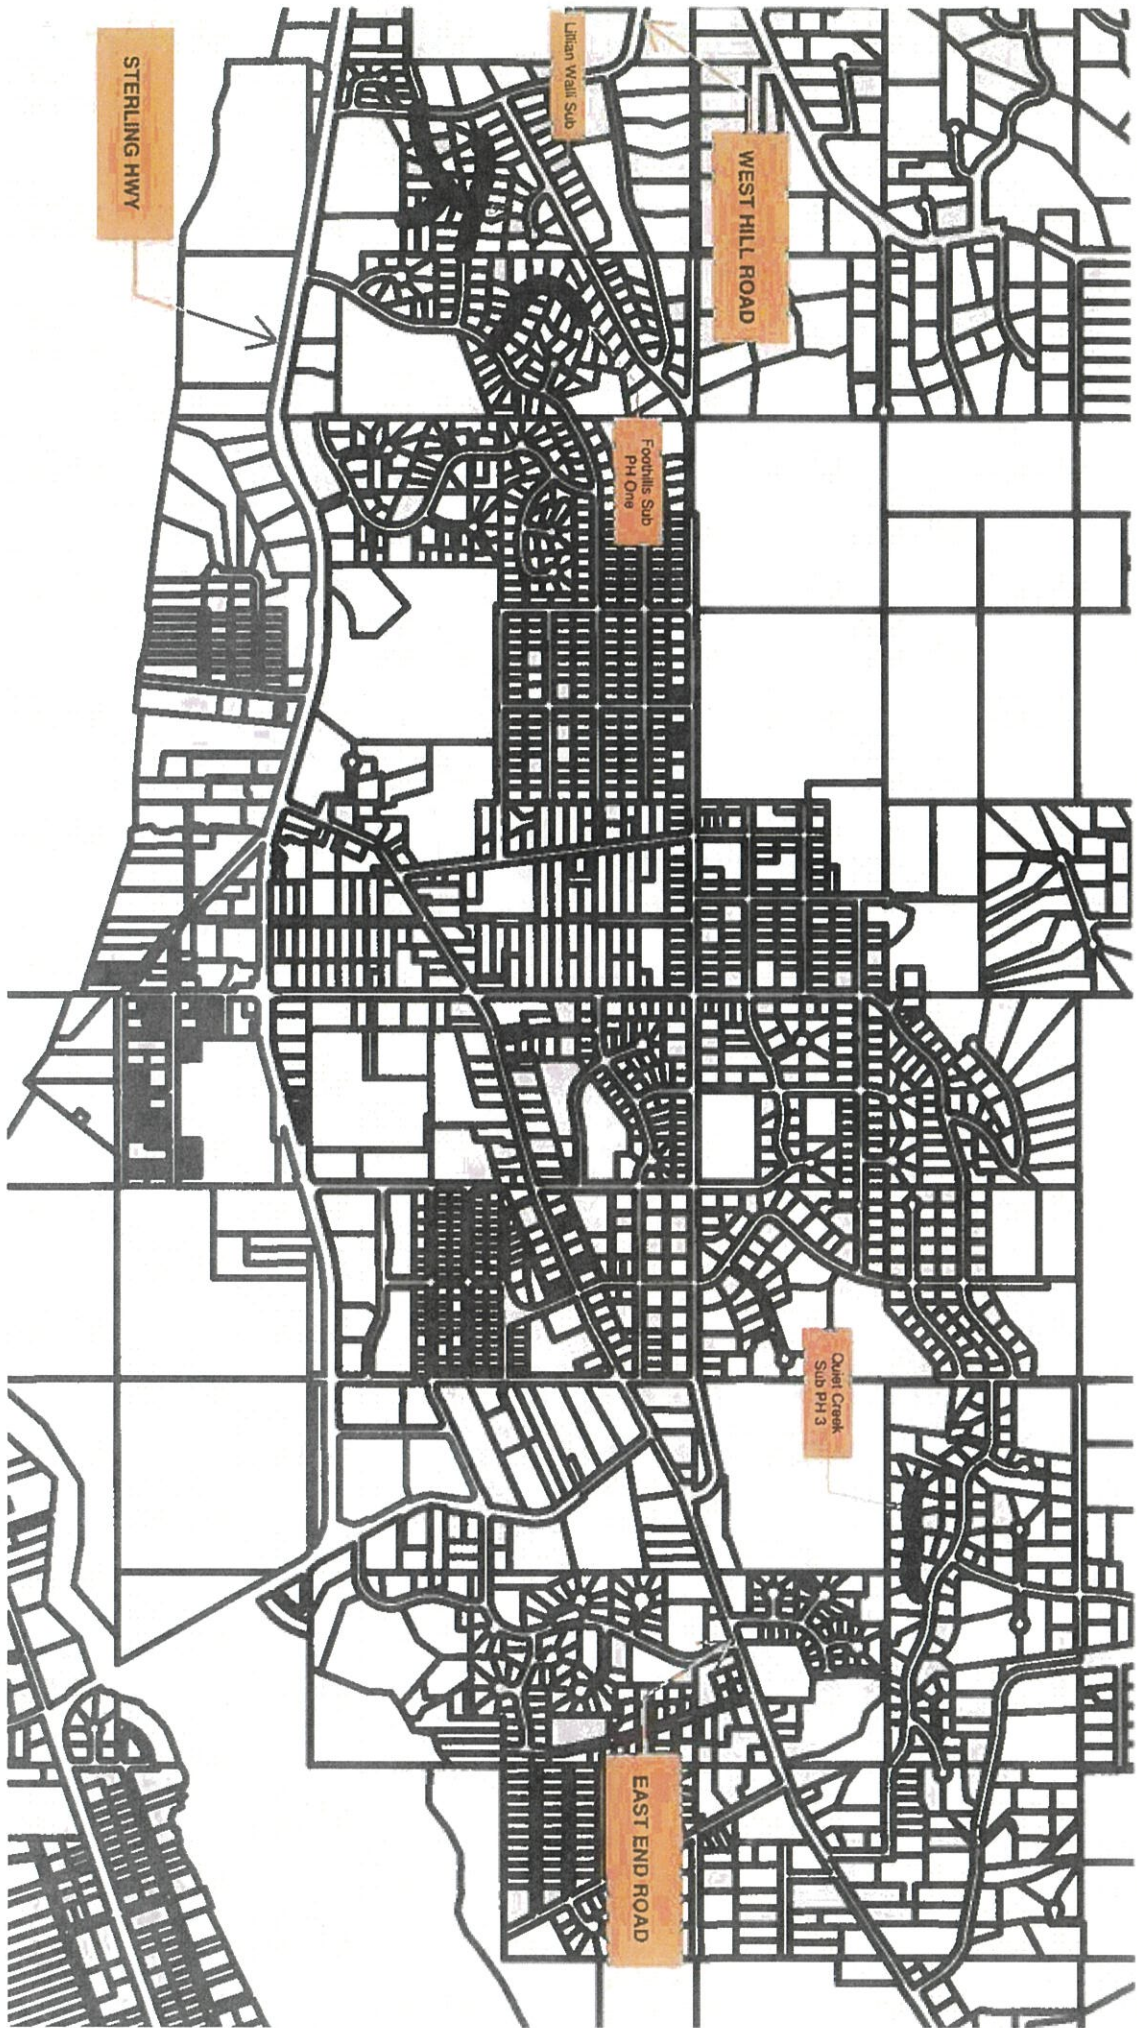 Lillian Walli Sub
WEST HILL ROAD
STERLING HWY
Foothills Sub
PH One
Quiet Creek
Sub PH 3
EAST END ROAD